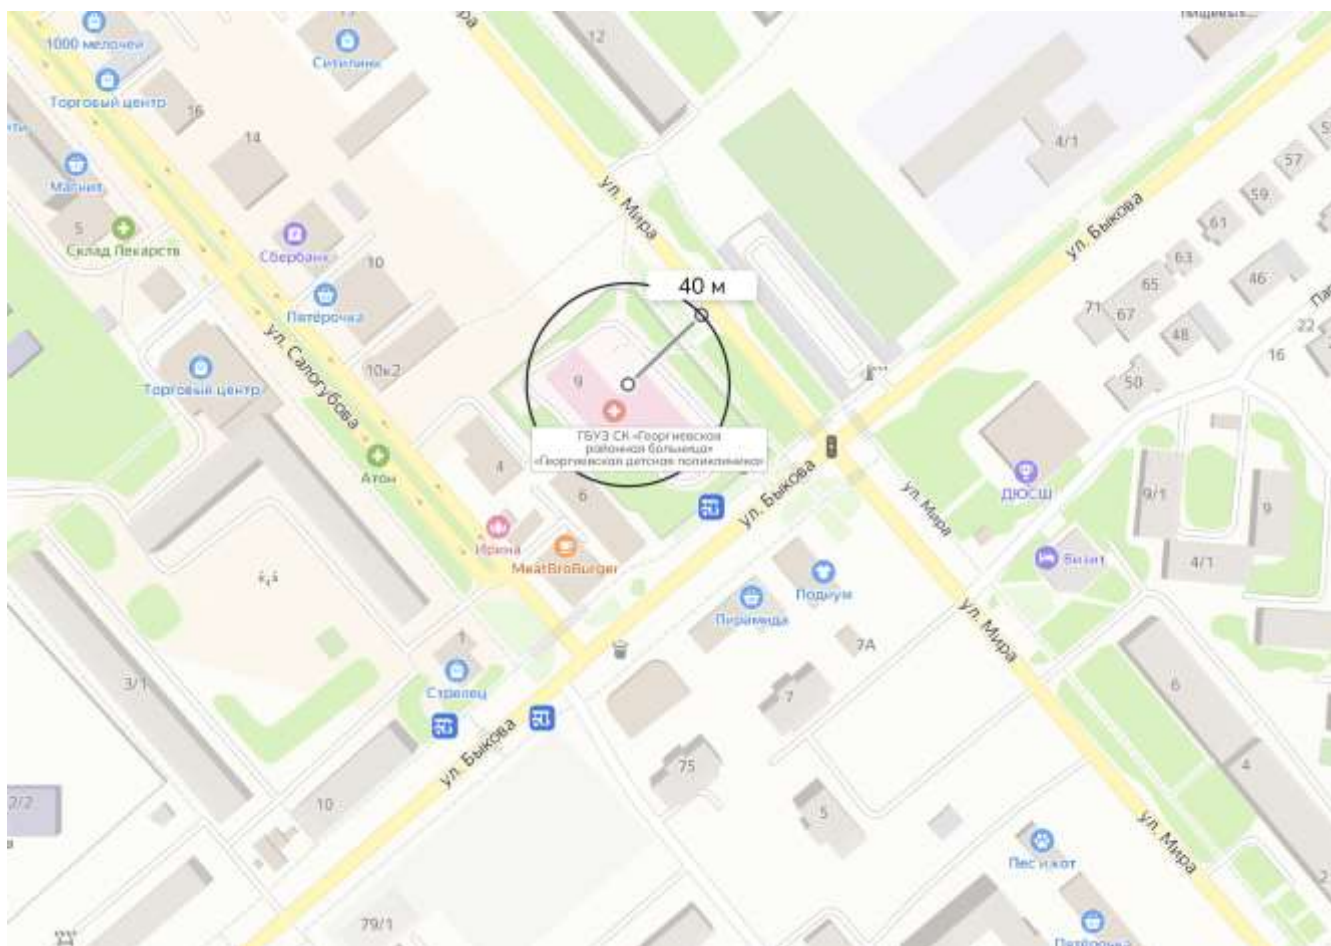 1000 мелочей
Ситилинк
12
ул. Мира
Торговый центр
16
14
4/1
57
Магнит
ул. Мира
59
5
Склад Лекарств
Сбербанк
10
61
ул. Быкова
63
40 м
65
46
Пятёрочка
71
67
22
ул. Салогубова
48
16
Торговый центр
10к2
9
50
ГБУЗ СК «Георгиевская
районная больница»
«Георгиевская детская поликлиника»
4
Атон
6
ул. Быкова
ул. Мира
ДЮСШ
9/1
9
Ирина
MeatBroBurger
Визит
4/1
Подиум
Пирамида
ул. Мира
1
7А
3/1
Стрелец
7
6
ул. Быкова
75
4
2/2
10
5
ул. Мира
Пес и кот
2
79/1
Пятёрочка